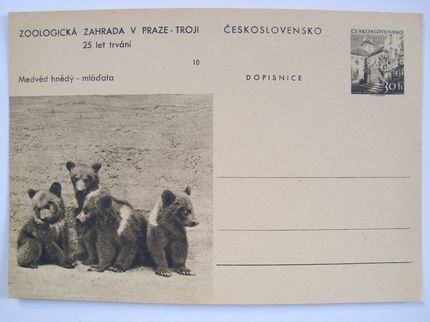 ZOOLOGICKÁ ZAHRADA V PRAZE-TROJI
25 let trvání
10
Medvěd hnědý - mláďata
ČESKOSLOVENSKO
DOPISNICE
ČESKOSLOVENSKO
30 h